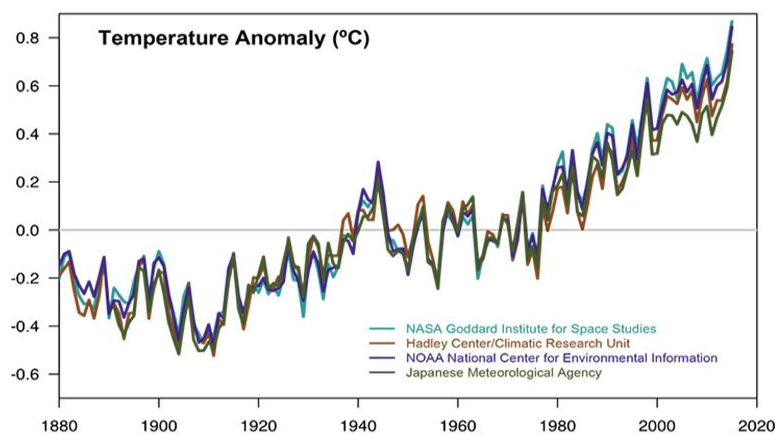 Temperature Anomaly (ºC)
0.8
0.6
0.4
0.2
0.0
-0.2
-0.4
-0.6
NASA Goddard Institute for Space Studies
Hadley Center/Climatic Research Unit
NOAA National Center for Environmental Information
Japanese Meteorological Agency
1880 1900 1920 1940 1960 1980 2000 2020